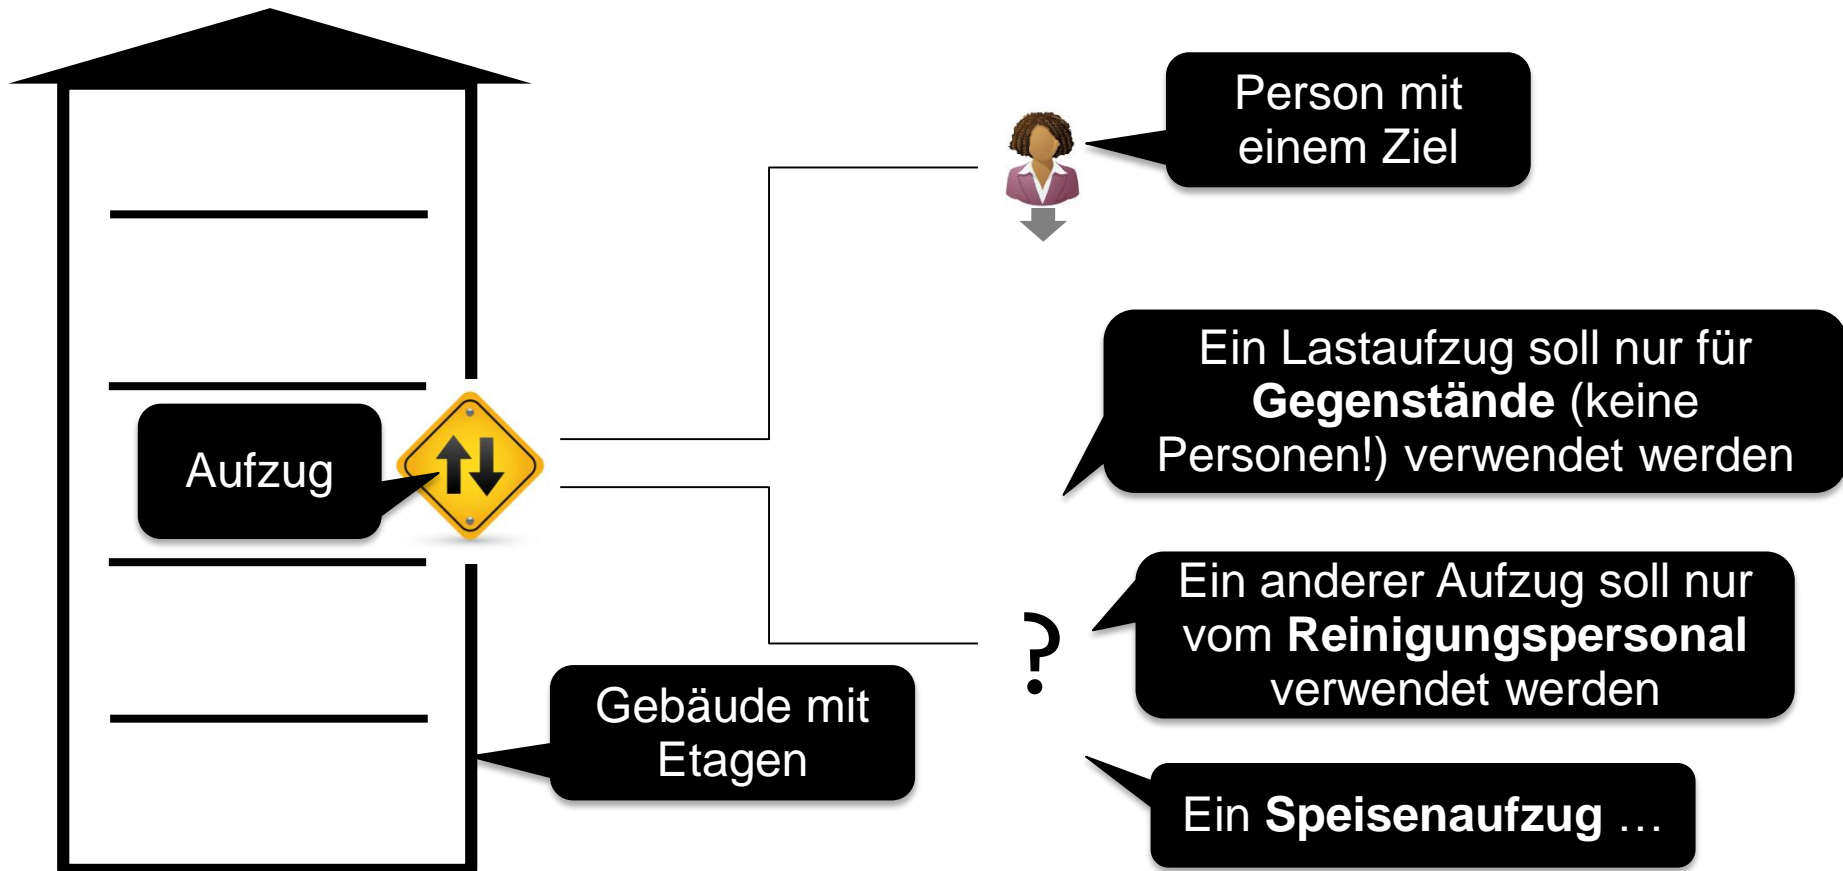 Person mit
einem Ziel
Ein Lastaufzug soll nur für
Gegenstände (keine
Personen!) verwendet werden
Aufzug
Ein anderer Aufzug soll nur
vom Reinigungspersonal
verwendet werden
?
Gebäude mit
Etagen
Ein Speisenaufzug …